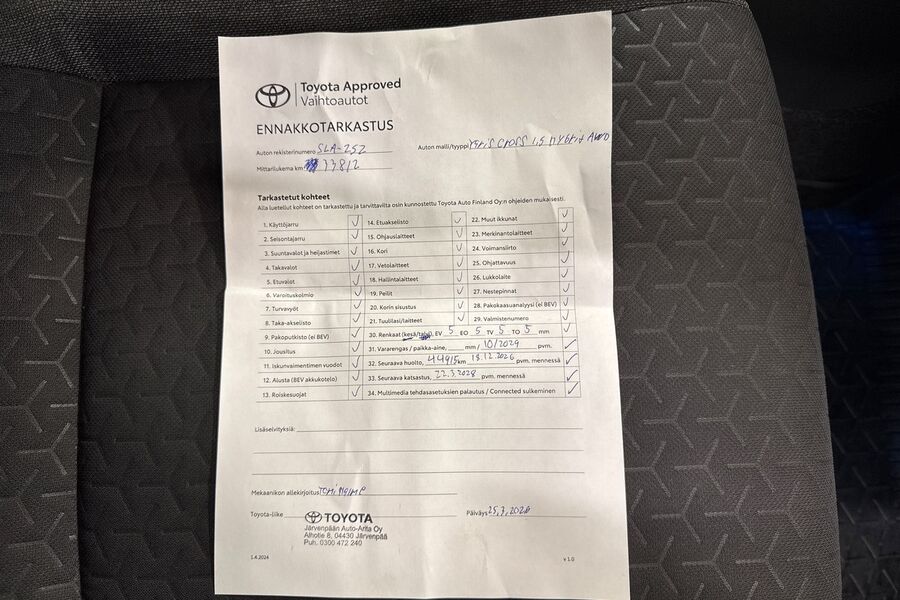 Toyota Approved
Vaihtoautot
ENNAKKOTARKASTUS
Auton rekisterinumero SLA-252
Auton malli/tyyppi Yaris Cross 1,5 Hybrid AWD
Mittarilukema km 33812
Tarkastetut kohteet
Alla luetellut kohteet on tarkastettu ja tarvittavilta osin kunnostettu Toyota Auto Finland Oy:n ohjeiden mukaisesti.
1. Käyttöjarru ✓ 14. Etuakselisto ✓ 22. Muut ikkunat ✓
2. Seisontajarru ✓ 15. Ohjauslaitteet ✓ 23. Merkinantolaitteet ✓
3. Suuntavalot ja heijastimet ✓ 16. Kori ✓ 24. Voimansiirto ✓
4. Takavalot ✓ 17. Vetolaitteet ✓ 25. Ohjattavuus ✓
5. Etuvalot ✓ 18. Hallintalaitteet ✓ 26. Lukkolaite ✓
6. Varoituskolmio ✓ 19. Peilit ✓ 27. Nestepinnat ✓
7. Turvavyöt ✓ 20. Korin sisustus ✓ 28. Pakokaasuanalyysi (ei BEV) ✓
8. Taka-akselisto ✓ 21. Tuulilasi/laitteet ✓ 29. Valmistenumero ✓
9. Pakoputkisto (ei BEV) ✓ 30. Renkaat (kesä/talvi), EV 5 EO 5 TV 5 TO 5 mm ✓
10. Jousitus ✓ 31. Vararengas / paikka-aine, mm / 10/2029 pvm. ✓
11. Iskunvaimentimen vuodot ✓ 32. Seuraava huolto, 44915 km 18.12.2026 pvm, mennessä ✓
12. Alusta (BEV akkukotelo) ✓ 33. Seuraava katsastus, 22.3.2028 pvm. mennessä ✓
13. Roiskesuojat ✓ 34. Multimedia tehdasasetuksien palautus / Connected sulkeminen ✓
Lisäselvityksiä:
Mekaanikon allekirjoitus
Toyota-liike TOYOTA
Päiväys 25.7.2026
Järvenpään Auto-Arita Oy
Alhotie 8, 04430 Järvenpää
Puh. 0300 472 240
1.4.2024
v 1.0